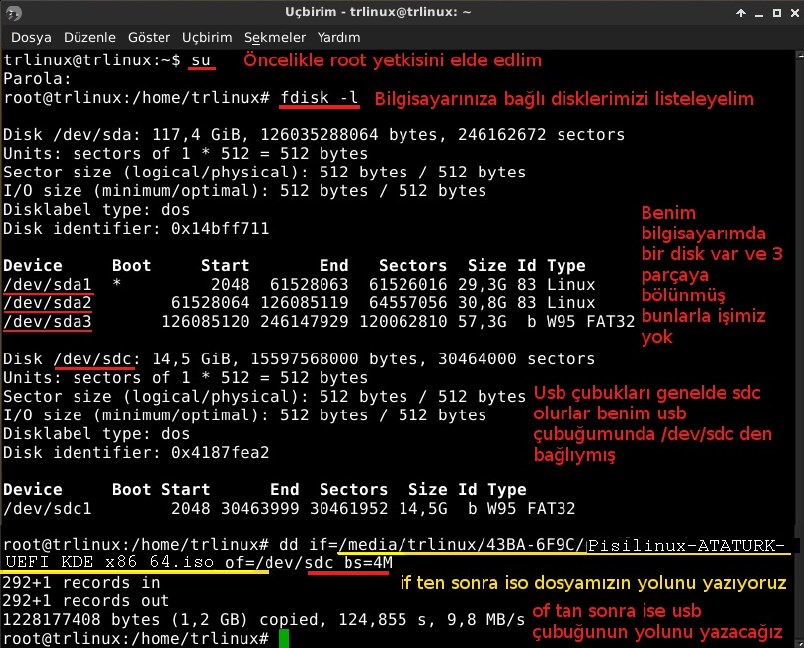 Uçbirim - trlinux@trlinux: ~
Dosya Düzenle Göster Uçbirim Sekmeler Yardım
trlinux@trlinux:~$ su Öncelikle root yetkisini elde edlim
Parola:
root@trlinux:/home/trlinux# fdisk -l Bilgisayarınıza bağlı disklerimizi listeleyelim
Disk /dev/sda: 117,4 GiB, 126035288064 bytes, 246162672 sectors
Units: sectors of 1 * 512 = 512 bytes
Sector size (logical/physical): 512 bytes / 512 bytes
I/O size (minimum/optimal): 512 bytes / 512 bytes
Disklabel type: dos
Disk identifier: 0x14bff711
Benim
bilgisayarımda
bir disk var ve 3
parçaya
bölünmüş
bunlarla işimiz
yok
Device Boot Start End Sectors Size Id Type
/dev/sda1 * 2048 61528063 61526016 29,3G 83 Linux
/dev/sda2 61528064 126085119 64557056 30,8G 83 Linux
/dev/sda3 126085120 246147929 120062810 57,3G b W95 FAT32
Disk /dev/sdc: 14,5 GiB, 15597568000 bytes, 30464000 sectors
Units: sectors of 1 * 512 = 512 bytes
Sector size (logical/physical): 512 bytes / 512 bytes
I/O size (minimum/optimal): 512 bytes / 512 bytes
Disklabel type: dos
Disk identifier: 0x4187fea2
Usb çubukları genelde sdc
olurlar benim usb
çubuğumunda /dev/sdc den
bağlıymış
Device Boot Start End Sectors Size Id Type
/dev/sdc1 2048 30463999 30461952 14,5G b W95 FAT32
root@trlinux:/home/trlinux# dd if=/media/trlinux/43BA-6F9C/Pisilinux-ATATURK-
UEFI KDE x86 64.iso of=/dev/sdc bs=4M
292+1 records in
292+1 records out
1228177408 bytes (1,2 GB) copied, 124,855 s, 9,8 MB/s
root@trlinux:/home/trlinux#
if ten sonra iso dosyamızın yolunu yazıyoruz
of tan sonra ise usb
çubuğunun yolunu yazacağız